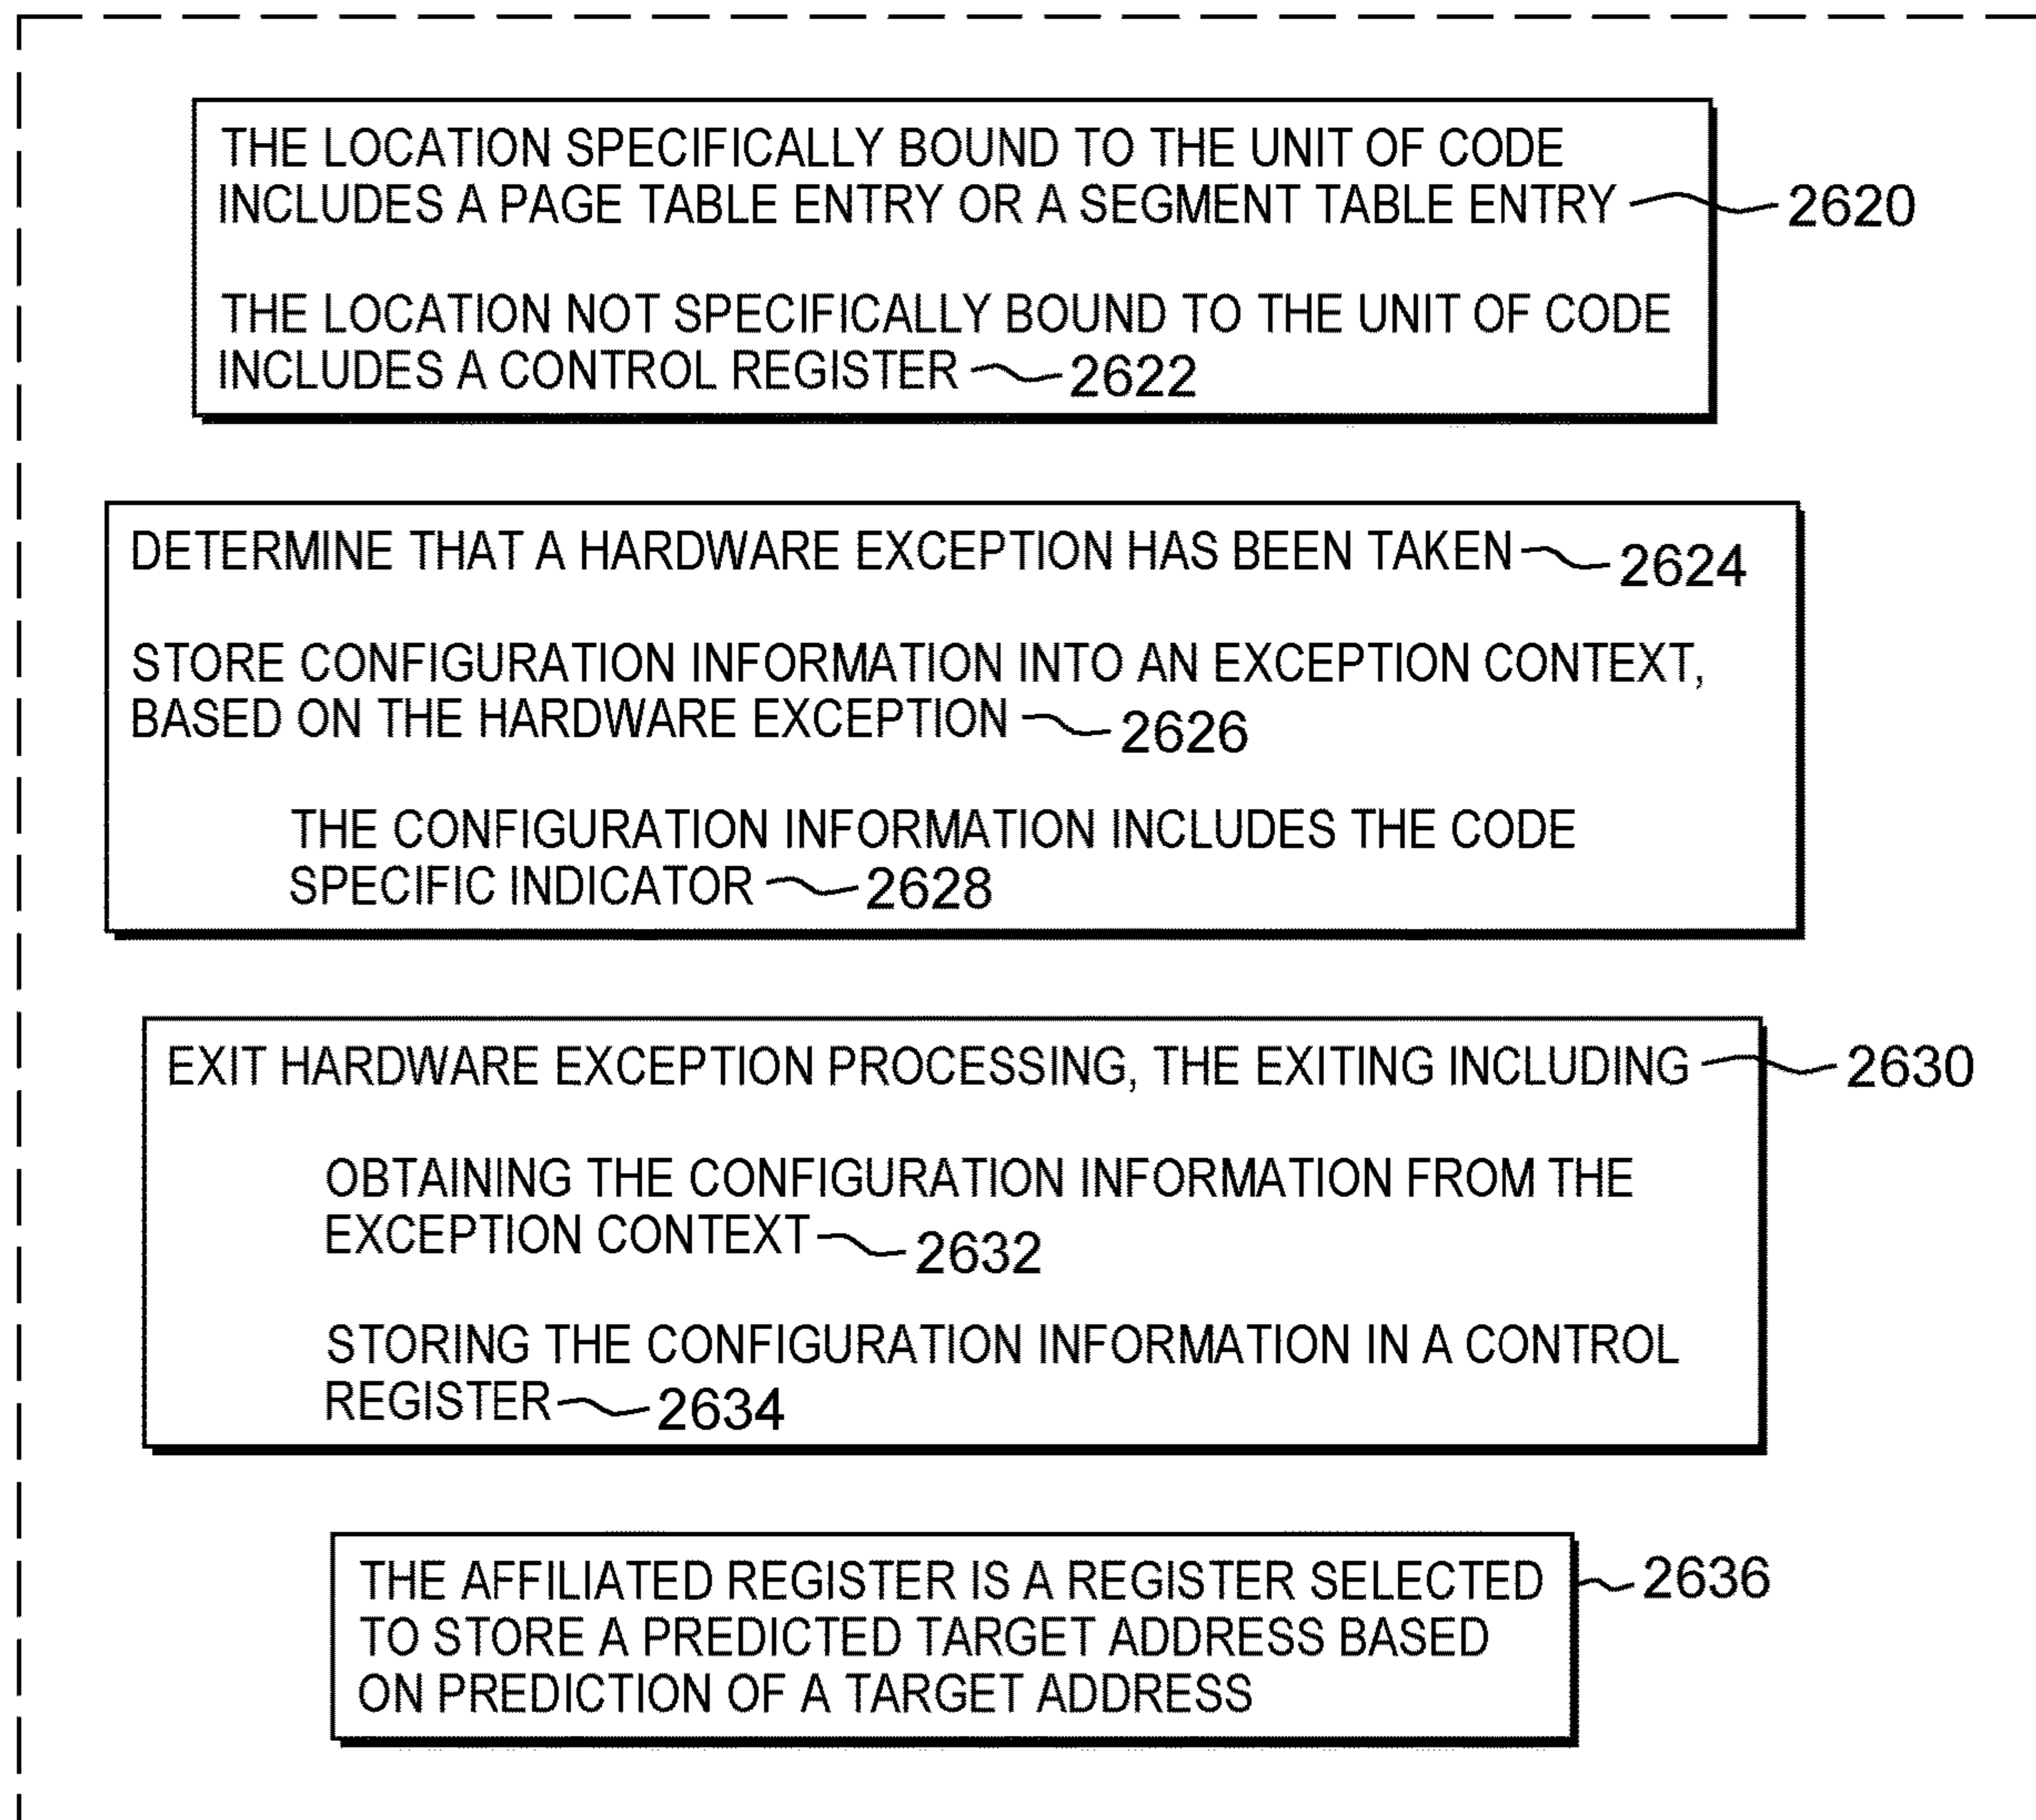 THE LOCATION SPECIFICALLY BOUND TO THE UNIT OF CODE
INCLUDES A PAGE TABLE ENTRY OR A SEGMENT TABLE ENTRY 2620
THE LOCATION NOT SPECIFICALLY BOUND TO THE UNIT OF CODE
INCLUDES A CONTROL REGISTER 2622
DETERMINE THAT A HARDWARE EXCEPTION HAS BEEN TAKEN 2624
STORE CONFIGURATION INFORMATION INTO AN EXCEPTION CONTEXT,
BASED ON THE HARDWARE EXCEPTION 2626
THE CONFIGURATION INFORMATION INCLUDES THE CODE
SPECIFIC INDICATOR 2628
EXIT HARDWARE EXCEPTION PROCESSING, THE EXITING INCLUDING 2630
OBTAINING THE CONFIGURATION INFORMATION FROM THE
EXCEPTION CONTEXT 2632
STORING THE CONFIGURATION INFORMATION IN A CONTROL
REGISTER 2634
THE AFFILIATED REGISTER IS A REGISTER SELECTED 2636
TO STORE A PREDICTED TARGET ADDRESS BASED
ON PREDICTION OF A TARGET ADDRESS